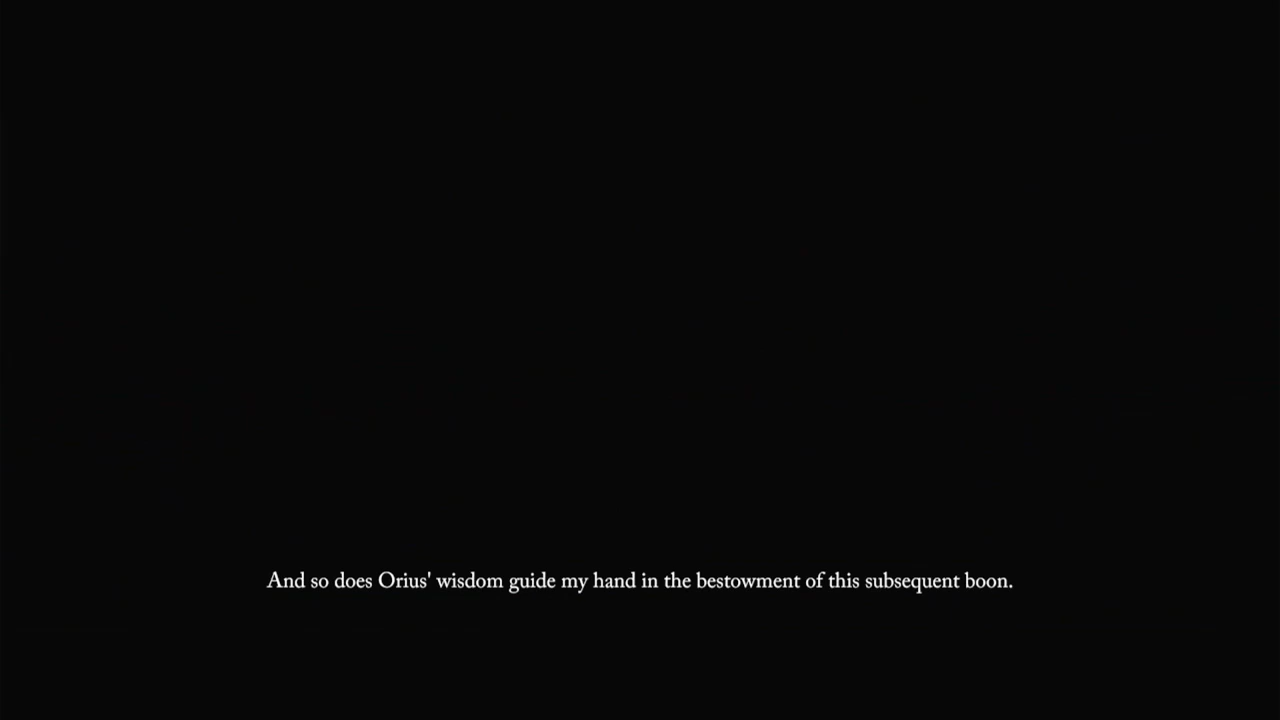 And so does Orius' wisdom guide my hand in the bestowment of this subsequent boon.